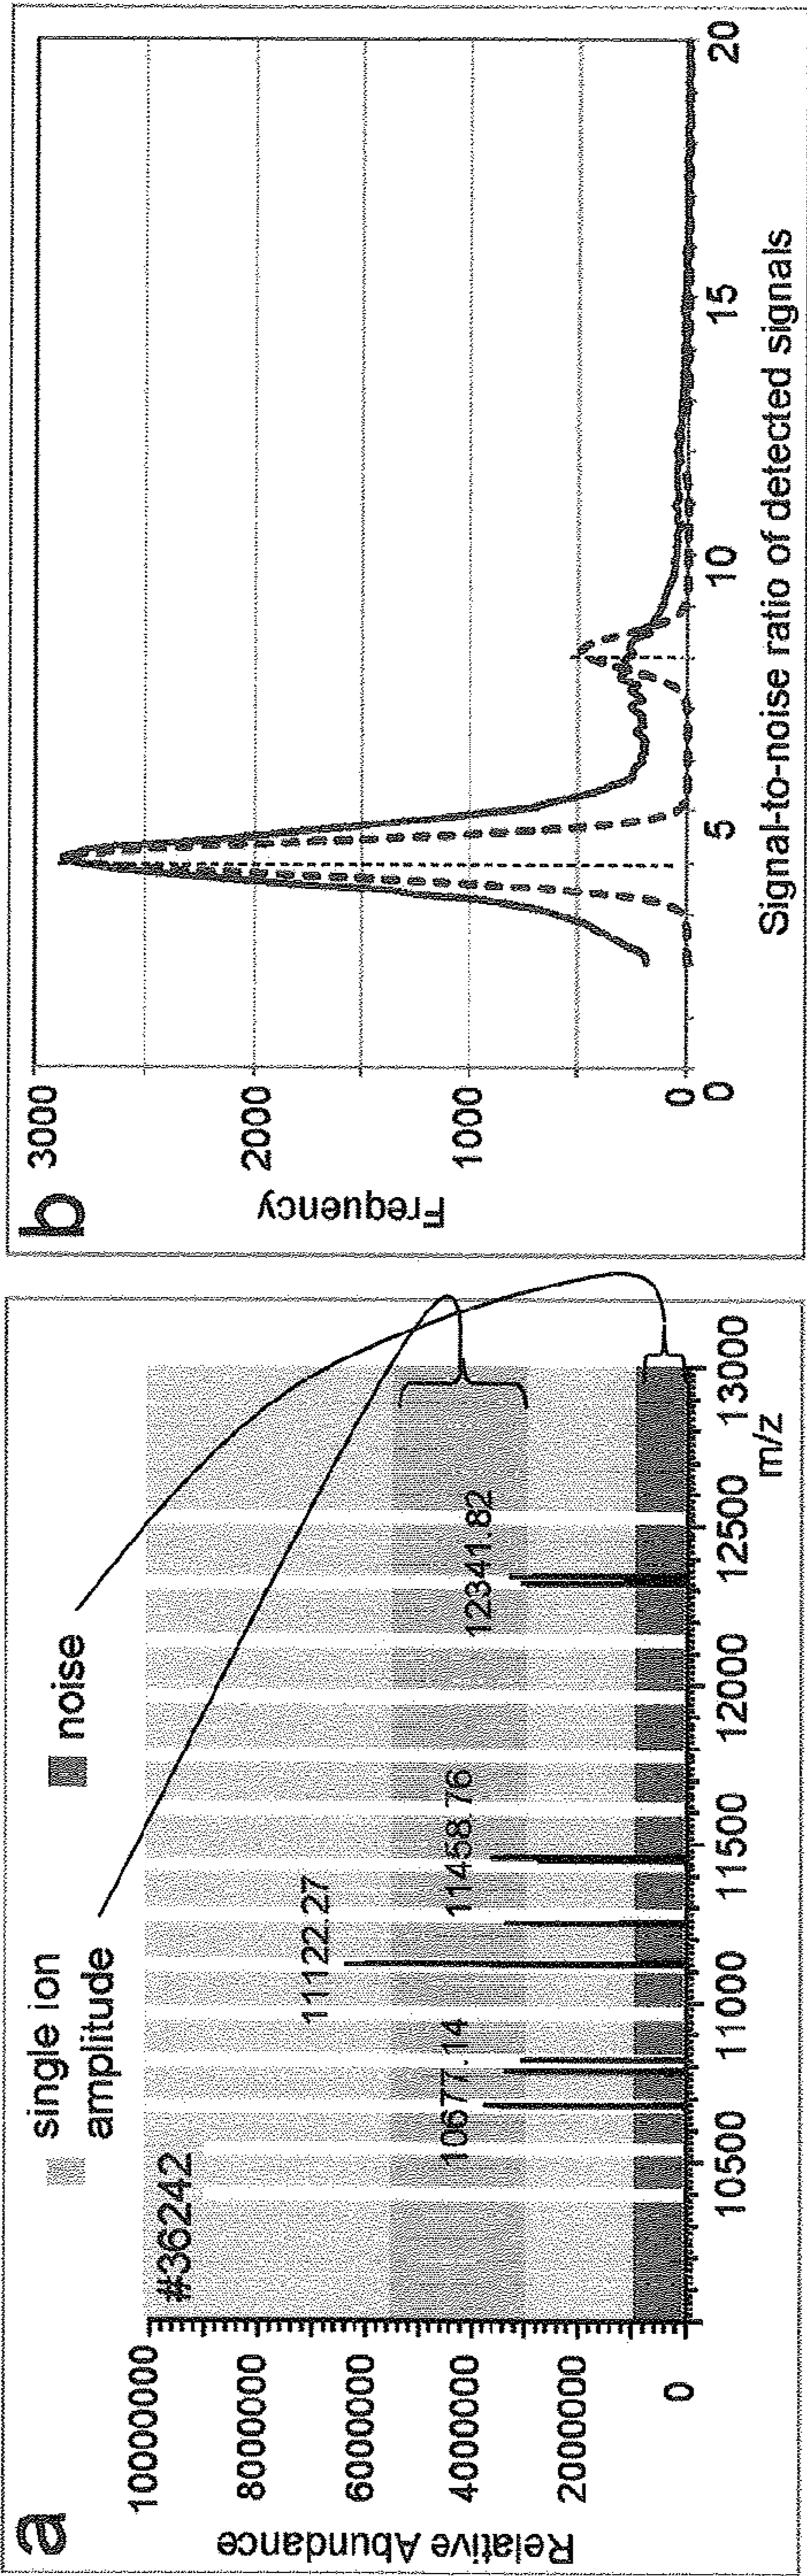 a
single ion
amplitude
noise
#36242
10677.14
11122.27
11458.76
12341.82
Relative Abundance
10000000
8000000
6000000
4000000
2000000
0
10500
11000
11500
12000
12500
13000
m/z
b
Frequency
3000
2000
1000
0
0
5
10
15
20
Signal-to-noise ratio of detected signals